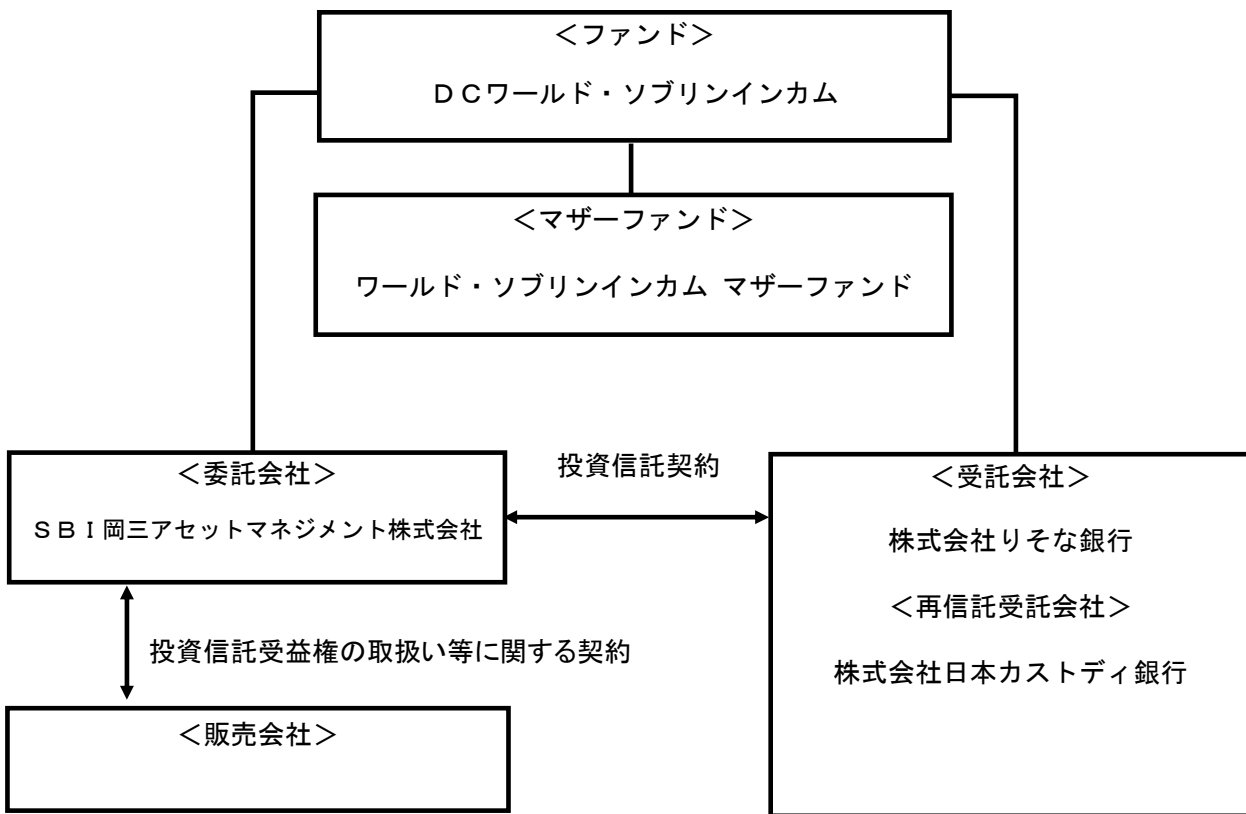 ＜ファンド＞
ＤＣワールド・ソブリンインカム
＜マザーファンド＞
ワールド・ソブリンインカム マザーファンド
＜委託会社＞
ＳＢＩ岡三アセットマネジメント株式会社
投資信託契約
＜受託会社＞
株式会社りそな銀行
＜再信託受託会社＞
株式会社日本カストディ銀行
投資信託受益権の取扱い等に関する契約
＜販売会社＞